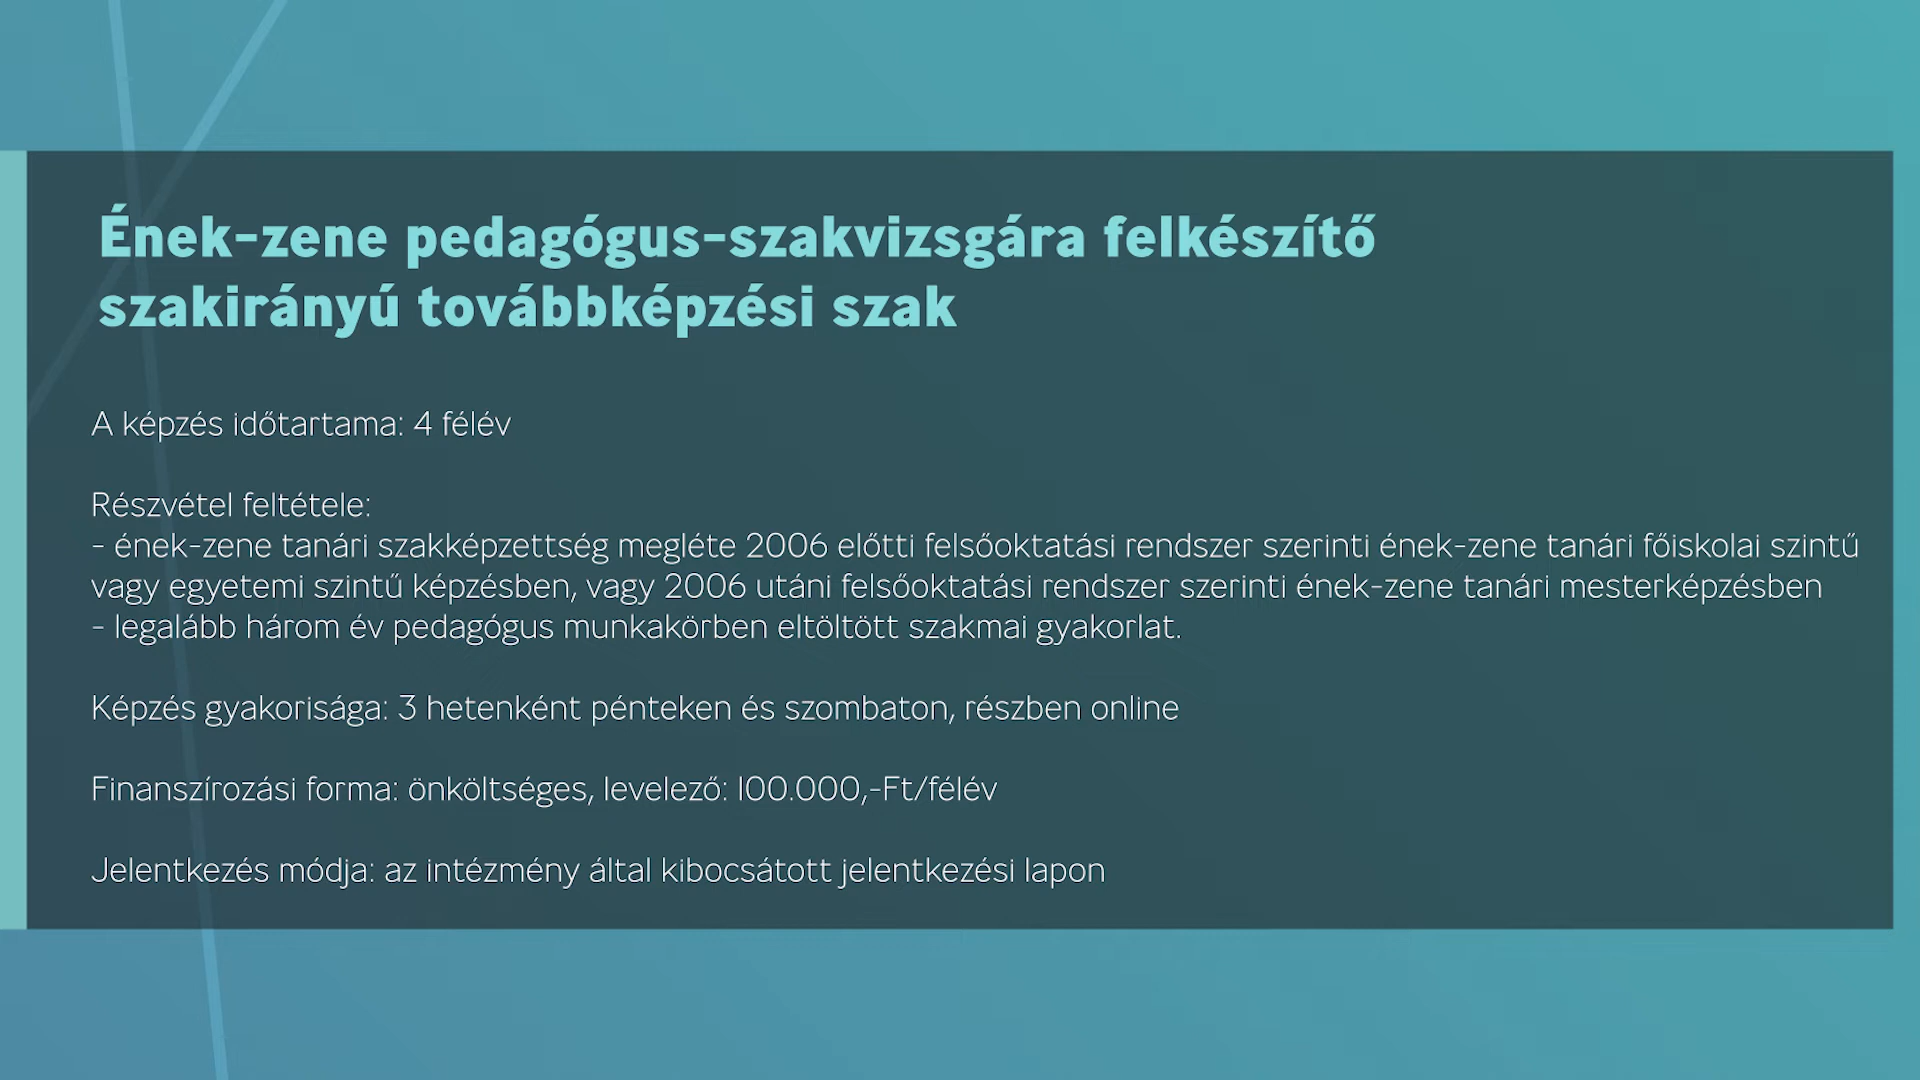 Ének-zene pedagógus-szakvizsgára felkészítő
szakirányú továbbképzési szak
A képzés időtartama: 4 félév
Részvétel feltétele:
- ének-zene tanári szakképzettség megléte 2006 előtti felsőoktatási rendszer szerinti ének-zene tanári főiskolai szintű
vagy egyetemi szintű képzésben, vagy 2006 utáni felsőoktatási rendszer szerinti ének-zene tanári mesterképzésben
- legalább három év pedagógus munkakörben eltöltött szakmai gyakorlat.
Képzés gyakorisága: 3 hetenként pénteken és szombaton, részben online
Finanszírozási forma: önköltséges, levelező: 100.000,-Ft/félév
Jelentkezés módja: az intézmény által kibocsátott jelentkezési lapon